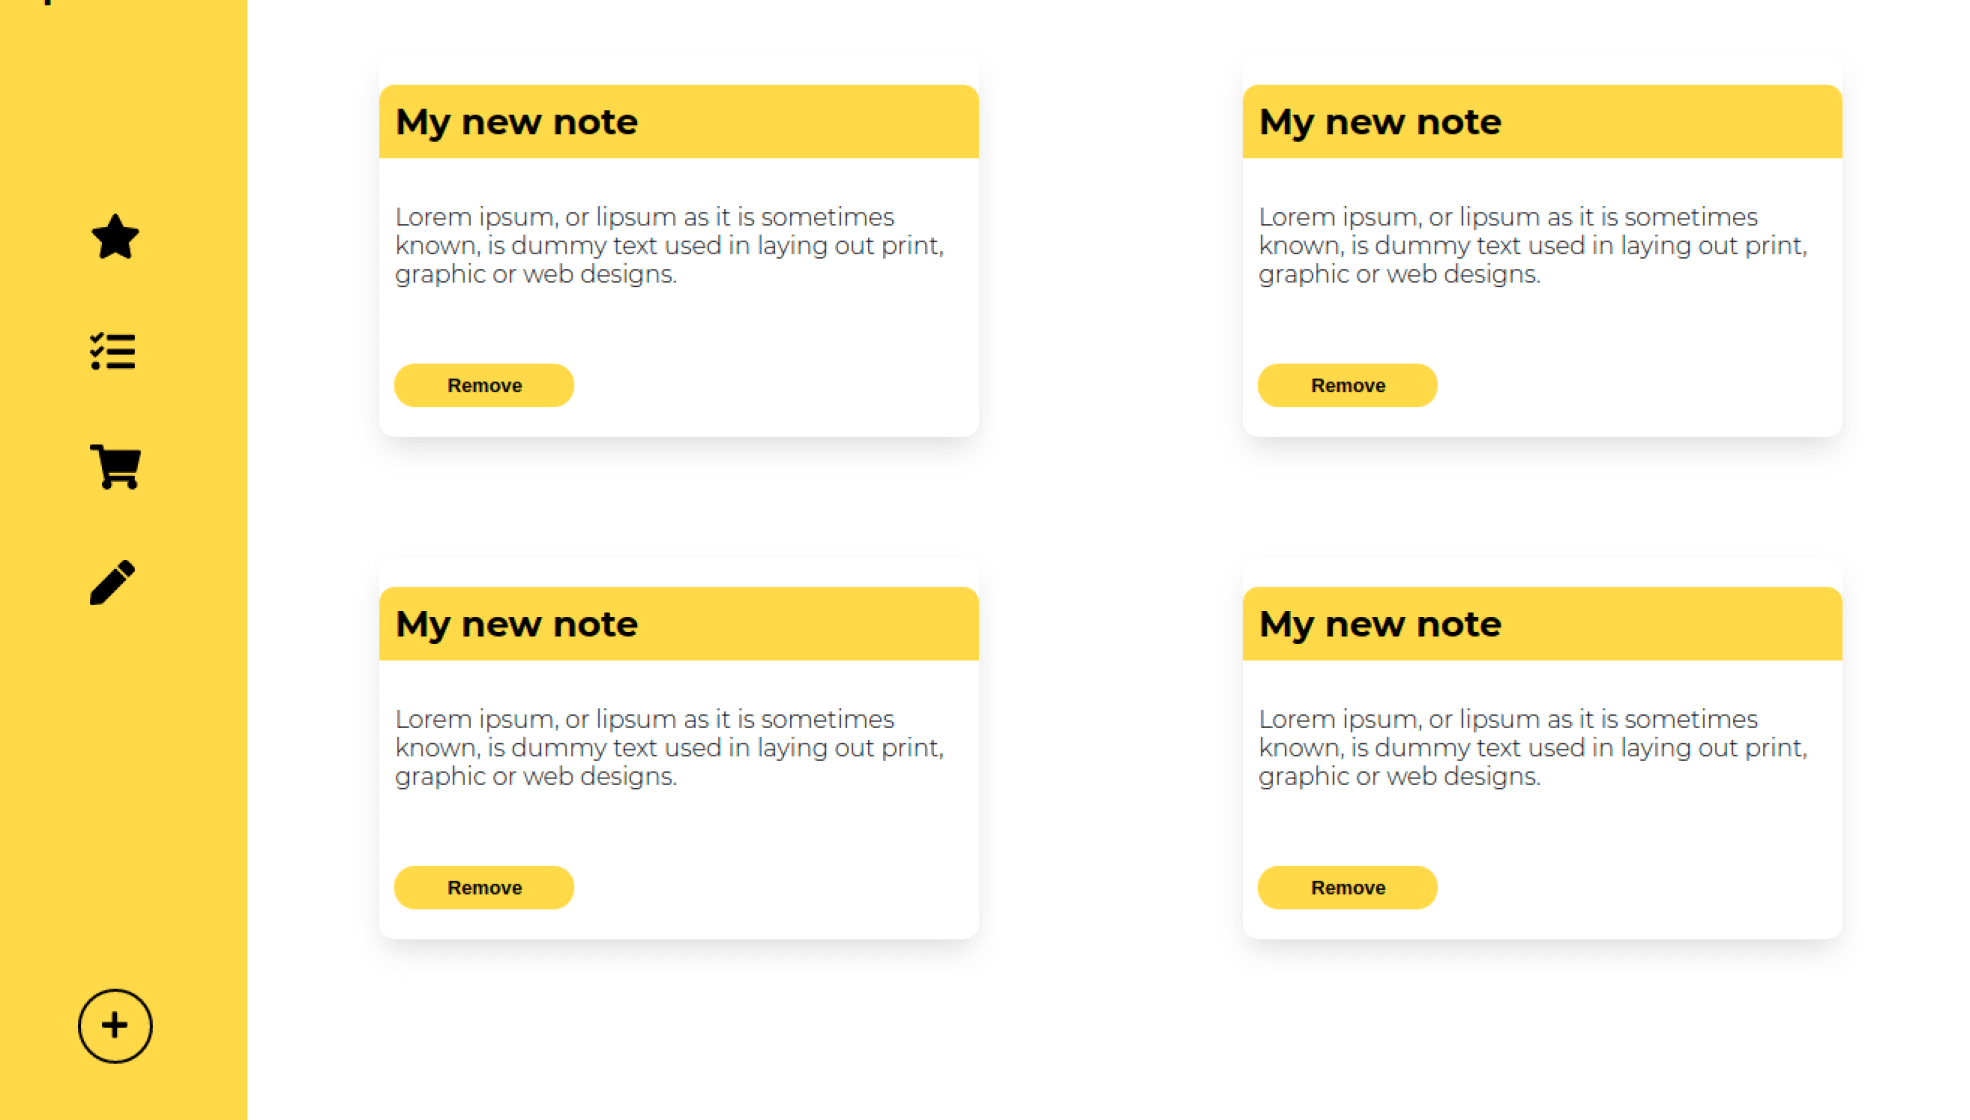 My new note
Lorem ipsum, or lipsum as it is sometimes
known, is dummy text used in laying out print,
graphic or web designs.
Remove
My new note
Lorem ipsum, or lipsum as it is sometimes
known, is dummy text used in laying out print,
graphic or web designs.
Remove
My new note
Lorem ipsum, or lipsum as it is sometimes
known, is dummy text used in laying out print,
graphic or web designs.
Remove
My new note
Lorem ipsum, or lipsum as it is sometimes
known, is dummy text used in laying out print,
graphic or web designs.
Remove